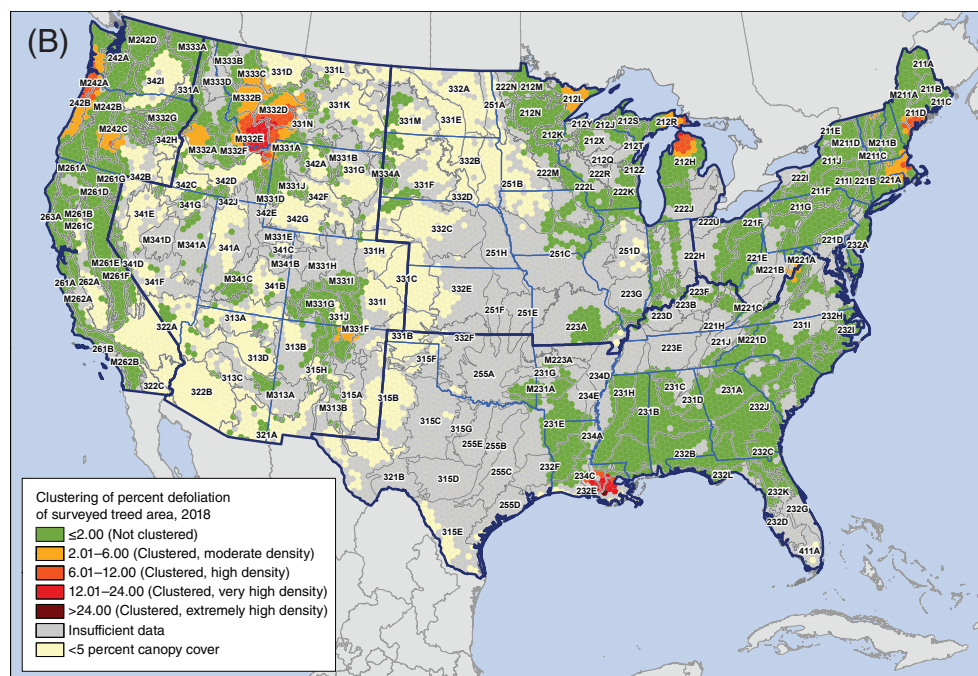 (B)
M242D
M333A
242A
M333B
331L
M333D
M333C
331D
332A
222N
212M
212L
211A
M242A
342I
331A
M332B
331K
251A
212N
M211A
211B
211C
242B
M242B
M332G
M332D
331N
331M
331E
212K
212Y
212J
212S
212R
211D
M242C
342H
M332A
M332F
M332E
M331A
342A
M331B
331G
M334A
332B
212X
212Q
212T
212H
211E
M211D
M211B
M211C
M261A
M261G
342B
342C
342D
M331J
331F
251B
222M
222R
212Z
211J
M261D
341G
342J
M331D
342F
332D
222L
222K
222J
222I
211I
221B
221A
263A
M261B
M261C
341E
342E
342G
332C
222U
211F
211G
M341D
M341A
341A
M331E
341C
M341B
M331H
331H
251H
251C
251D
222H
221F
221D
232A
M261E
341D
M261F
341F
M341C
341B
M331I
331C
332E
221E
M221A
M221B
261A
262A
M262A
M331G
331J
331I
251F
251E
223G
223F
223B
M221C
322A
313A
M331F
331B
332F
223A
223D
221H
221J
231I
232H
232I
261B
M262B
313D
313B
315H
315F
255A
M223A
231G
234D
223E
M221D
322C
322B
313C
315A
315B
M231A
234E
231H
231C
231D
231A
M313A
M313B
315C
315G
231E
231B
232J
321A
255E
255B
234A
321B
315D
255C
232F
234C
232B
232C
255D
232E
232L
232K
315E
232D
232G
411A
Clustering of percent defoliation
of surveyed treed area, 2018
≤2.00 (Not clustered)
2.01–6.00 (Clustered, moderate density)
6.01–12.00 (Clustered, high density)
12.01–24.00 (Clustered, very high density)
>24.00 (Clustered, extremely high density)
Insufficient data
<5 percent canopy cover